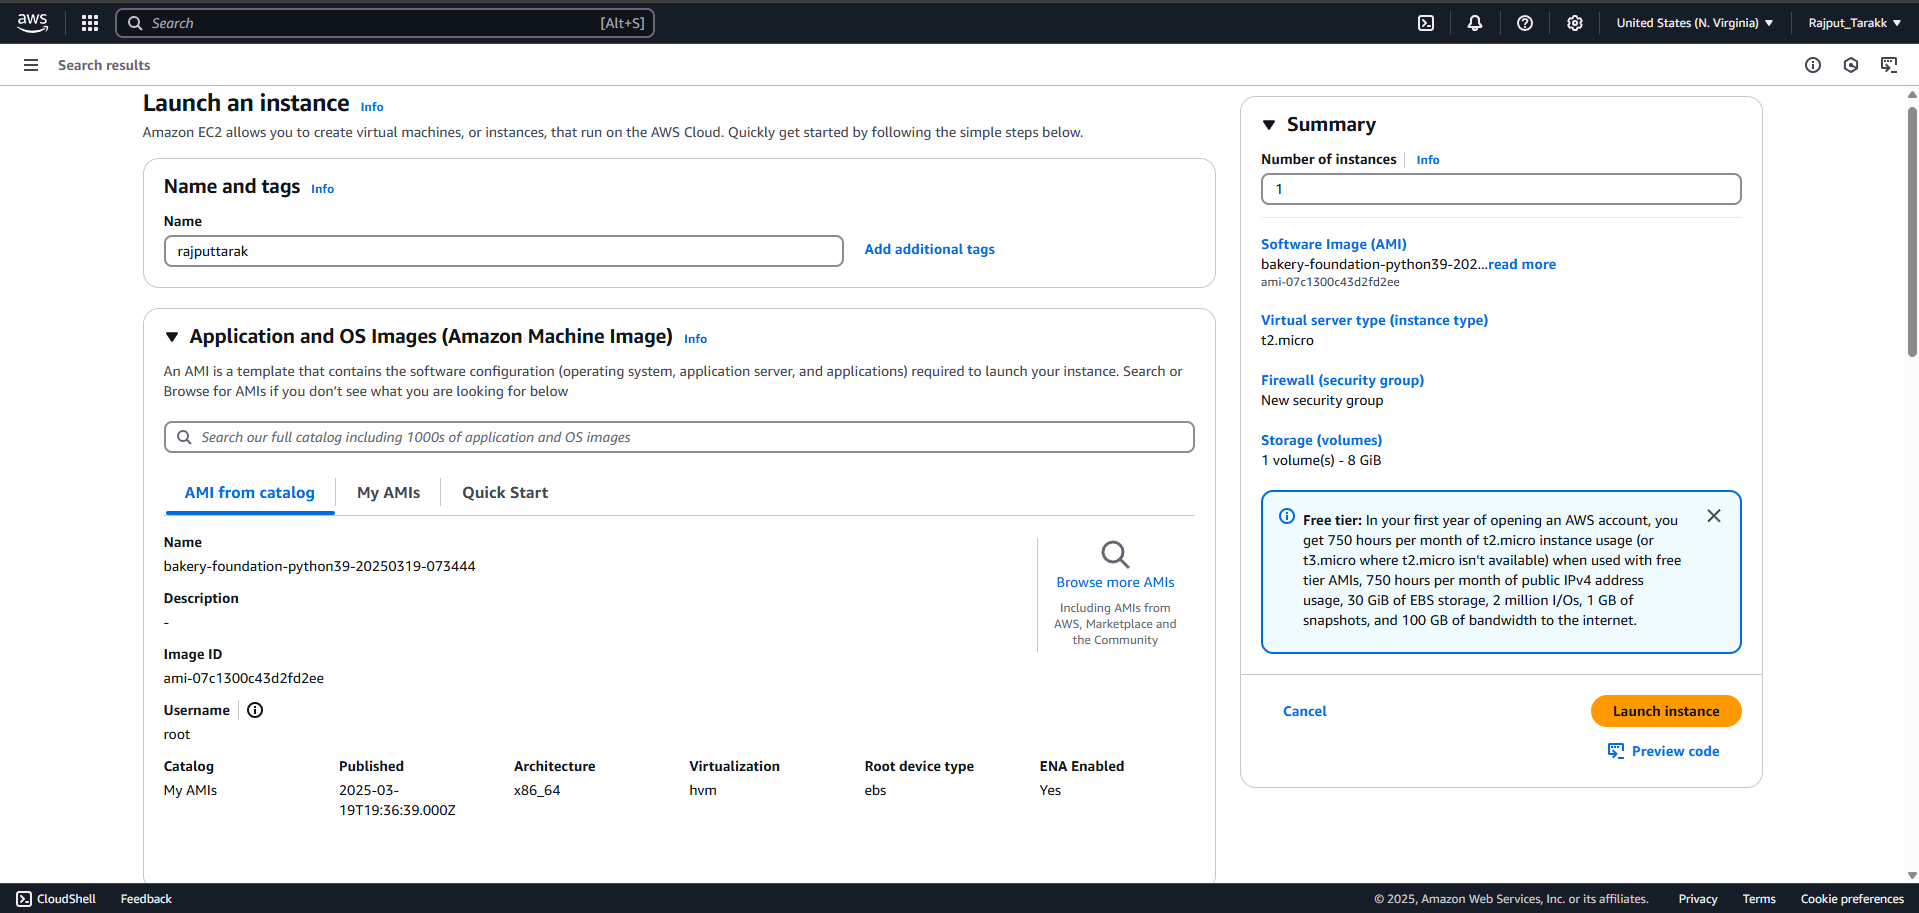 aws
Search
[Alt+S]
United States (N. Virginia)
Rajput_Tarakk
Search results
Launch an instance Info
Amazon EC2 allows you to create virtual machines, or instances, that run on the AWS Cloud. Quickly get started by following the simple steps below.
Name and tags Info
Name
rajputtarak
Add additional tags
Application and OS Images (Amazon Machine Image) Info
An AMI is a template that contains the software configuration (operating system, application server, and applications) required to launch your instance. Search or
Browse for AMIs if you don't see what you are looking for below
Search our full catalog including 1000s of application and OS images
AMI from catalog
My AMIs
Quick Start
Name
bakery-foundation-python39-20250319-073444
Description
-
Image ID
ami-07c1300c43d2fd2ee
Username
root
Catalog
My AMIs
Published
2025-03-
19T19:36:39.000Z
Architecture
x86_64
Virtualization
hvm
Root device type
ebs
ENA Enabled
Yes
Browse more AMIs
Including AMIs from
AWS, Marketplace and
the Community
Summary
Number of instances Info
1
Software Image (AMI)
bakery-foundation-python39-202...read more
ami-07c1300c43d2fd2ee
Virtual server type (instance type)
t2.micro
Firewall (security group)
New security group
Storage (volumes)
1 volume(s) - 8 GiB
Free tier: In your first year of opening an AWS account, you
get 750 hours per month of t2.micro instance usage (or
t3.micro where t2.micro isn't available) when used with free
tier AMIs, 750 hours per month of public IPv4 address
usage, 30 GiB of EBS storage, 2 million I/Os, 1 GB of
snapshots, and 100 GB of bandwidth to the internet.
Cancel
Launch instance
Preview code
CloudShell
Feedback
© 2025, Amazon Web Services, Inc. or its affiliates.
Privacy
Terms
Cookie preferences